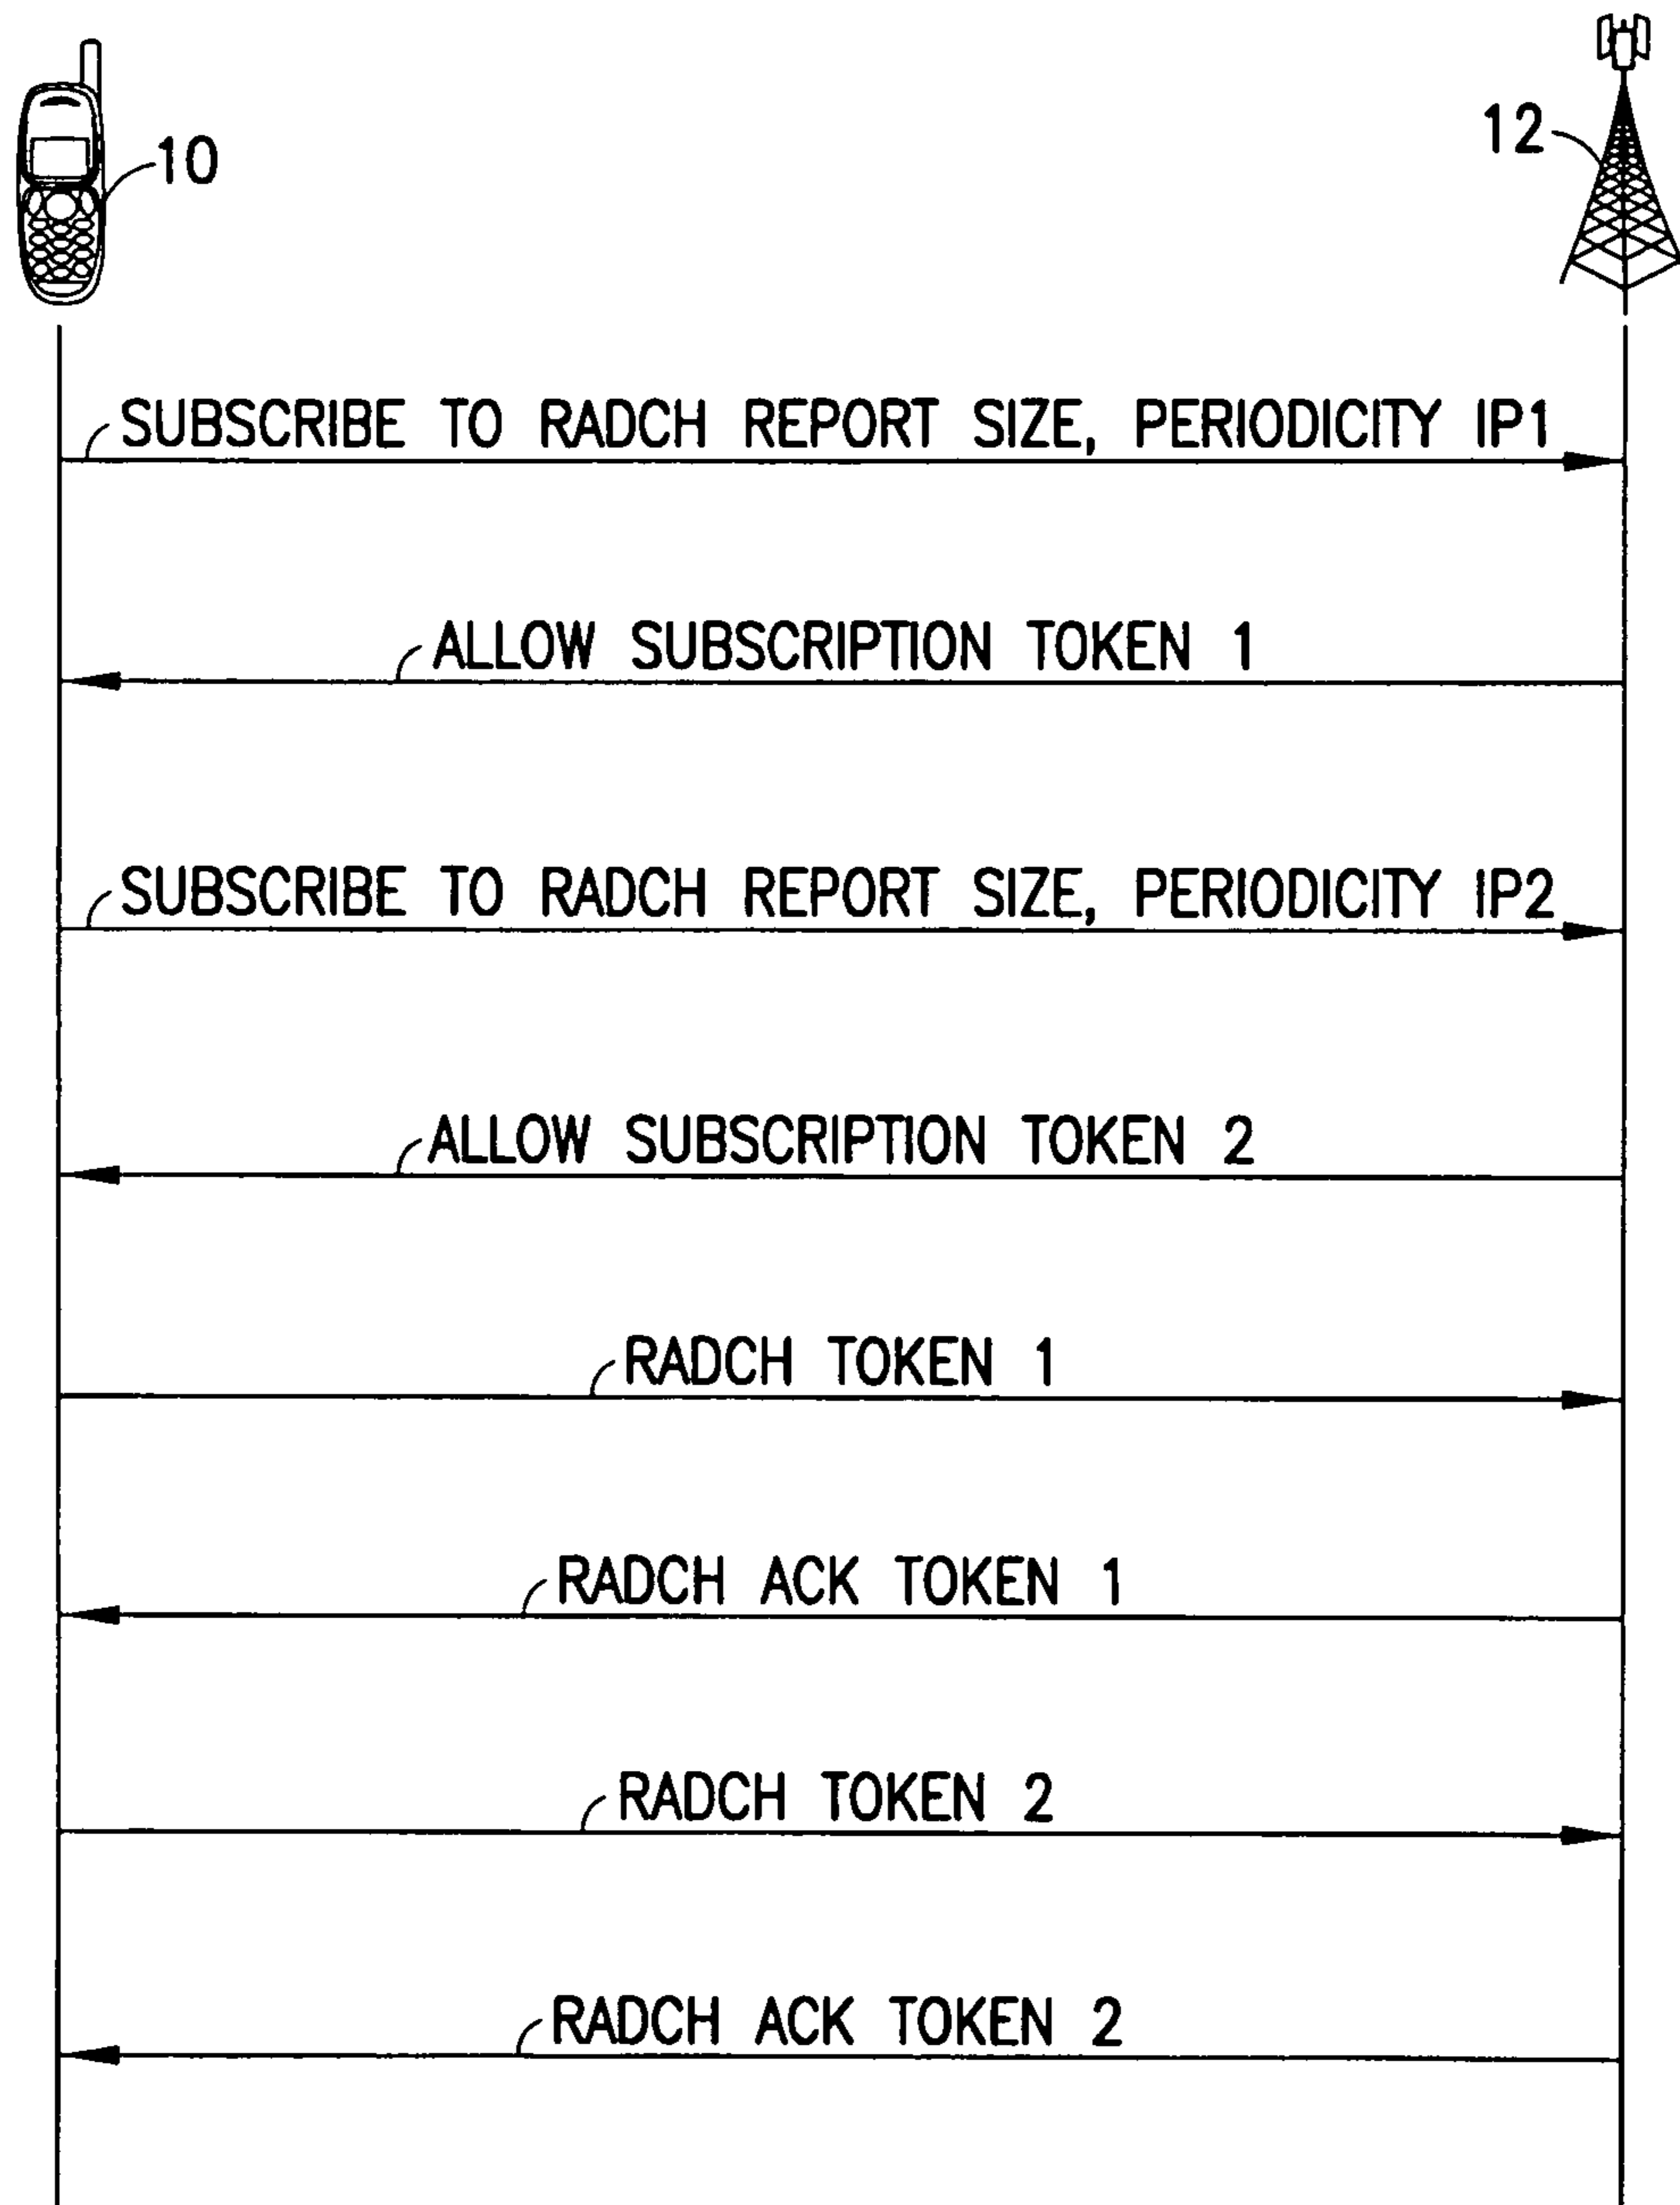 10
12
SUBSCRIBE TO RADCH REPORT SIZE, PERIODICITY IP1
ALLOW SUBSCRIPTION TOKEN 1
SUBSCRIBE TO RADCH REPORT SIZE, PERIODICITY IP2
ALLOW SUBSCRIPTION TOKEN 2
RADCH TOKEN 1
RADCH ACK TOKEN 1
RADCH TOKEN 2
RADCH ACK TOKEN 2